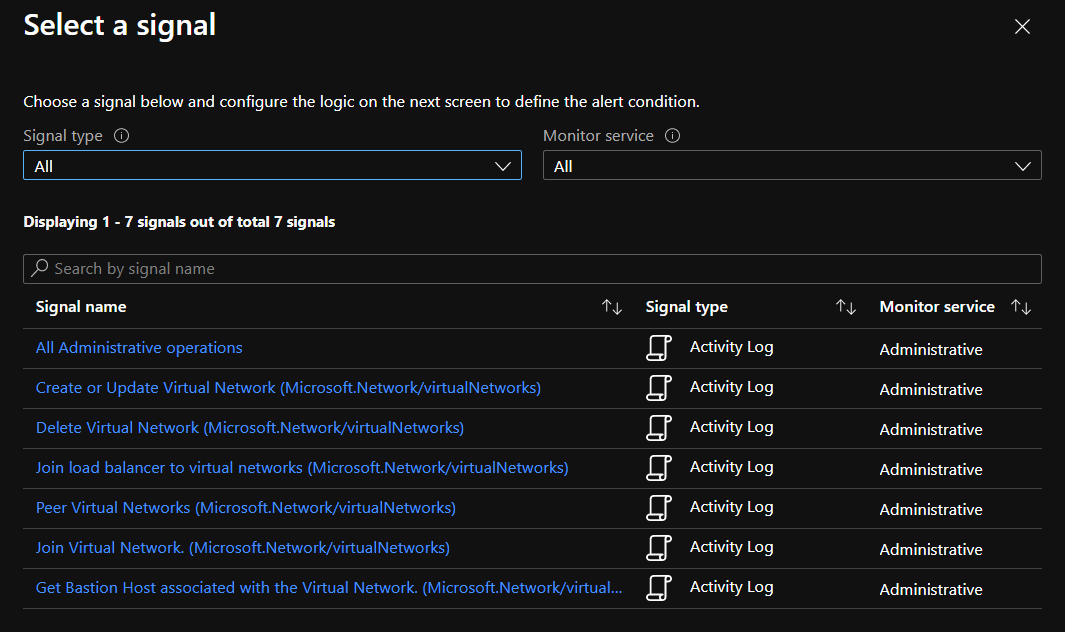 Select a signal
Choose a signal below and configure the logic on the next screen to define the alert condition.
Signal type Monitor service
All All
Displaying 1 - 7 signals out of total 7 signals
Search by signal name
Signal name Signal type Monitor service
All Administrative operations Activity Log Administrative
Create or Update Virtual Network (Microsoft.Network/virtualNetworks) Activity Log Administrative
Delete Virtual Network (Microsoft.Network/virtualNetworks) Activity Log Administrative
Join load balancer to virtual networks (Microsoft.Network/virtualNetworks) Activity Log Administrative
Peer Virtual Networks (Microsoft.Network/virtualNetworks) Activity Log Administrative
Join Virtual Network. (Microsoft.Network/virtualNetworks) Activity Log Administrative
Get Bastion Host associated with the Virtual Network. (Microsoft.Network/virtual... Activity Log Administrative